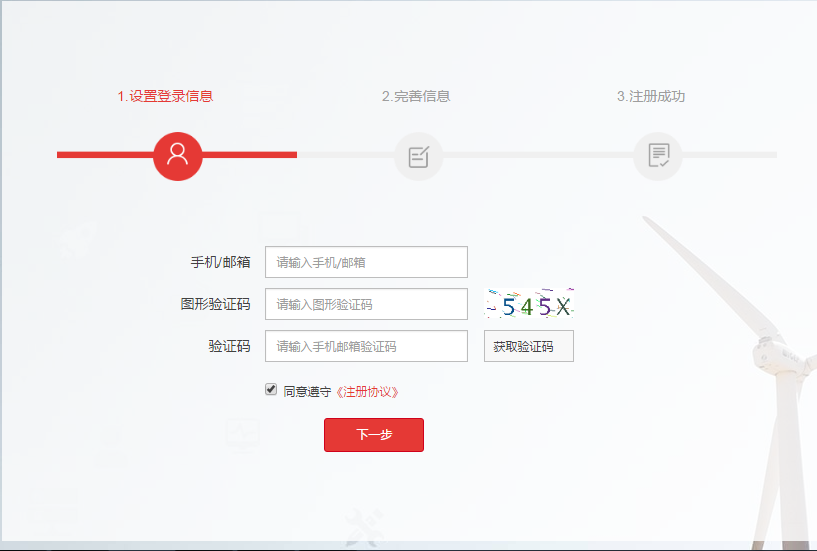 1.设置登录信息
2.完善信息
3.注册成功
手机/邮箱 请输入手机/邮箱
图形验证码 请输入图形验证码 545X
验证码 请输入手机邮箱验证码 获取验证码
同意遵守《注册协议》
下一步